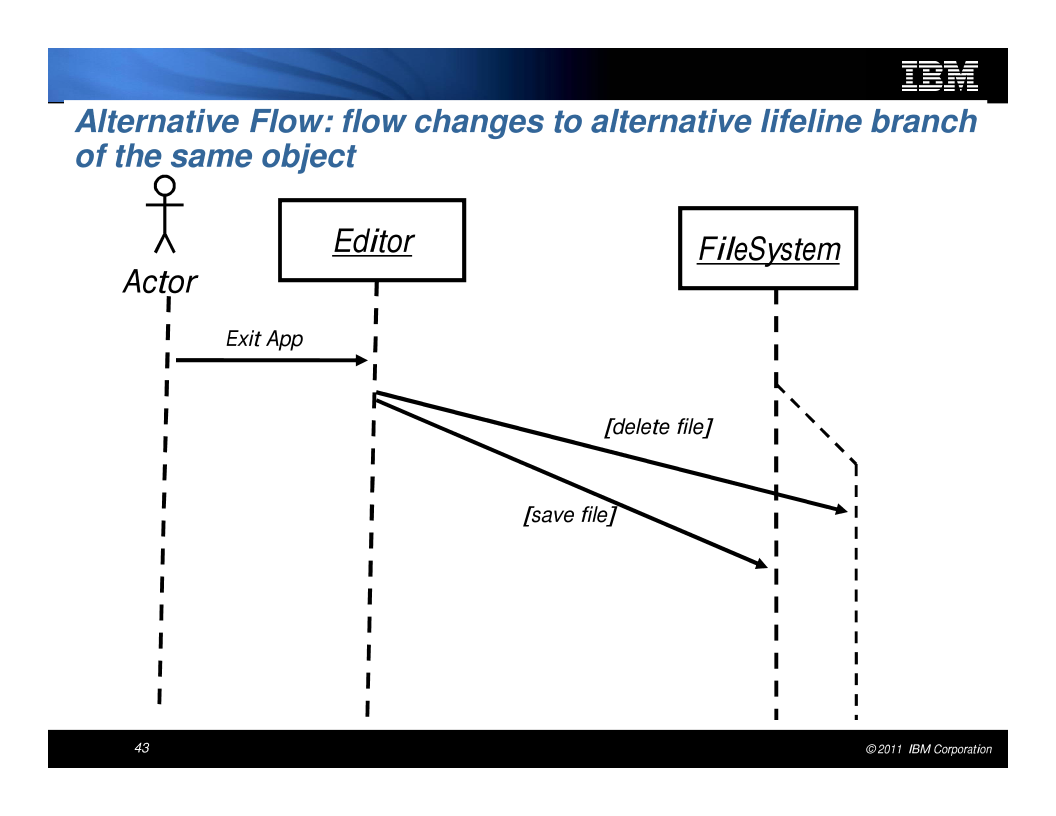 IBM
Alternative Flow: flow changes to alternative lifeline branch
of the same object
Actor
Editor
FileSystem
Exit App
[delete file]
[save file]
43
© 2011 IBM Corporation